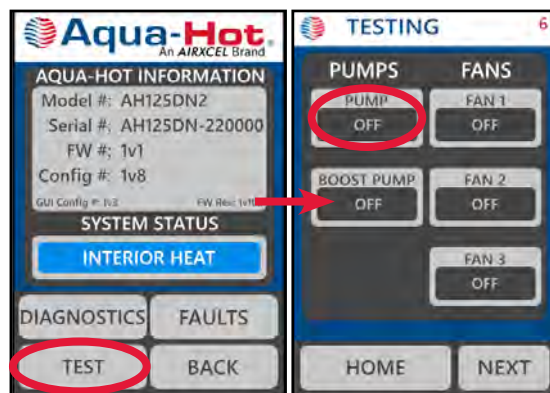 Aqua-Hot.
An AIRXCEL Brand
AQUA-HOT INFORMATION
Model #: AH125DN2
Serial #: AH125DN-220000
FW #: 1v1
Config #: 1v8
GUI Config #: 1v3 FW Rev:
SYSTEM STATUS
INTERIOR HEAT
DIAGNOSTICS FAULTS
TEST BACK
TESTING 6
PUMPS FANS
PUMP FAN 1
OFF OFF
BOOST PUMP FAN 2
OFF OFF
FAN 3
OFF
HOME NEXT